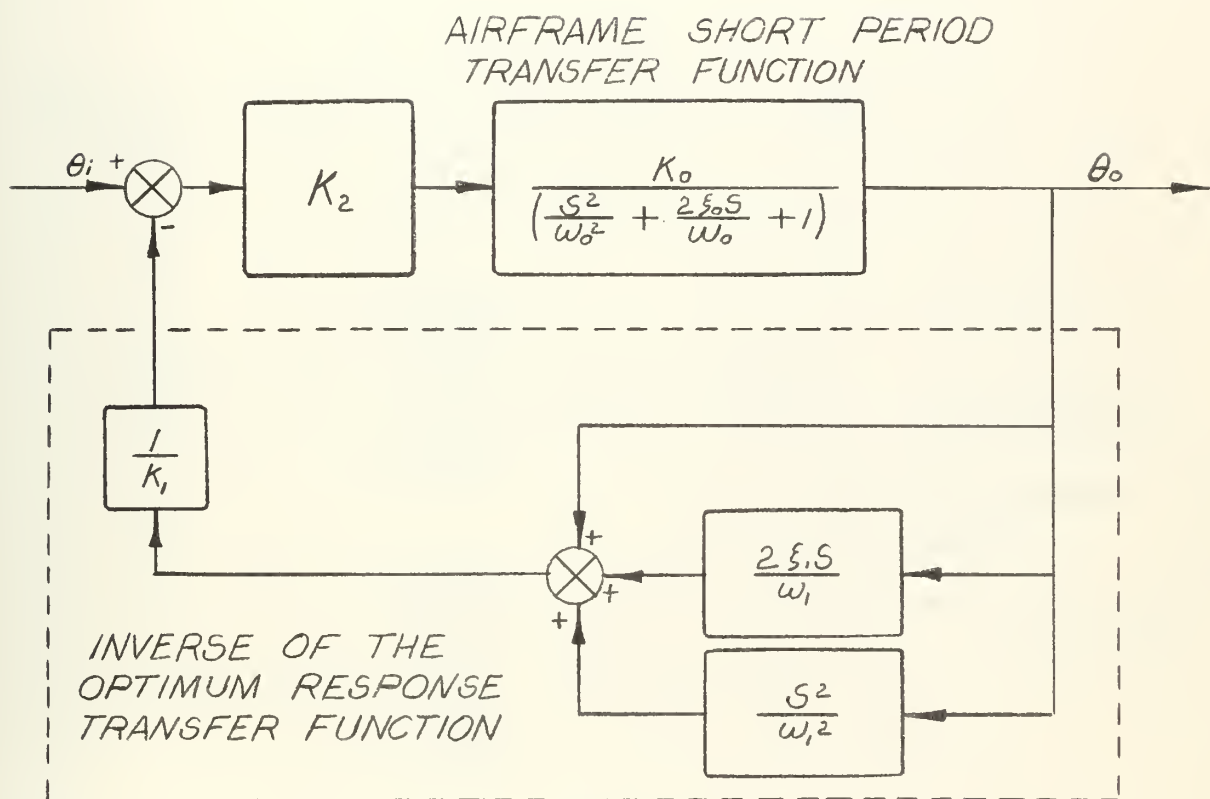 AIRFRAME SHORT PERIOD
TRANSFER FUNCTION
θi +
-
K2
K0
(S²/ω0² + 2ξ0S/ω0 + 1)
θ0
1/K1
+
+
+
2ξ1S/ω1
S²/ω1²
INVERSE OF THE
OPTIMUM RESPONSE
TRANSFER FUNCTION